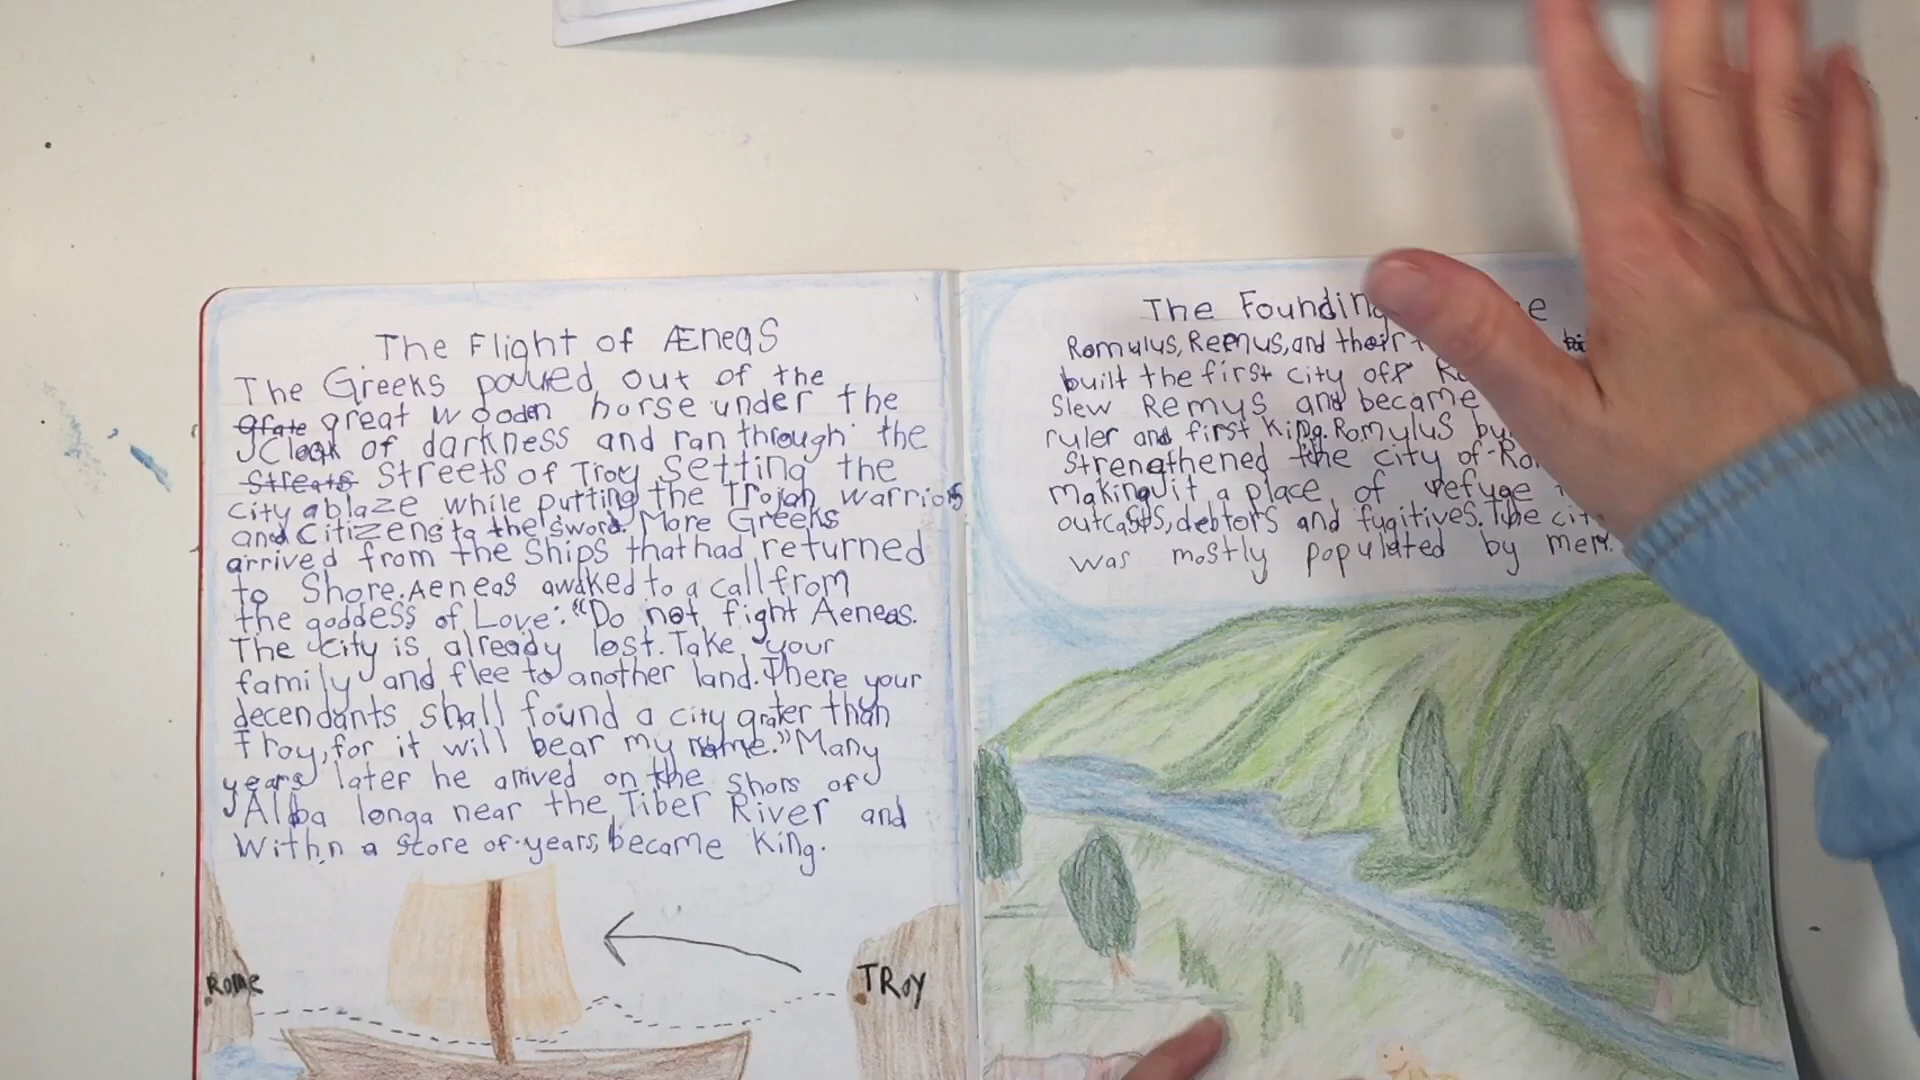 The Flight of Æneas
The Greeks poured out of the
great wooden horse under the
Cloak of darkness and ran through the
Streets of Troy setting the
city ablaze while putting the Trojan warriors
and citizens to the sword. More Greeks
arrived from the ships that had returned
to Shore. Aeneas awaked to a call from
the goddess of Love: "Do not fight Aeneas.
The city is already lost. Take your
family and flee to another land. There your
decendants shall found a city grater than
Troy, for it will bear my name." Many
years later he arrived on the shors of
Alba longa near the Tiber River and
Within a store of years, became King.
Rome
TRoy
The Founding
Romulus, Remus, and their
built the first city off
Slew Remus and became
ruler and first King. Romulus
Strengthened the city of
making it a place of refuge
outcasts, debtors and fugitives. The
was mostly populated by men.